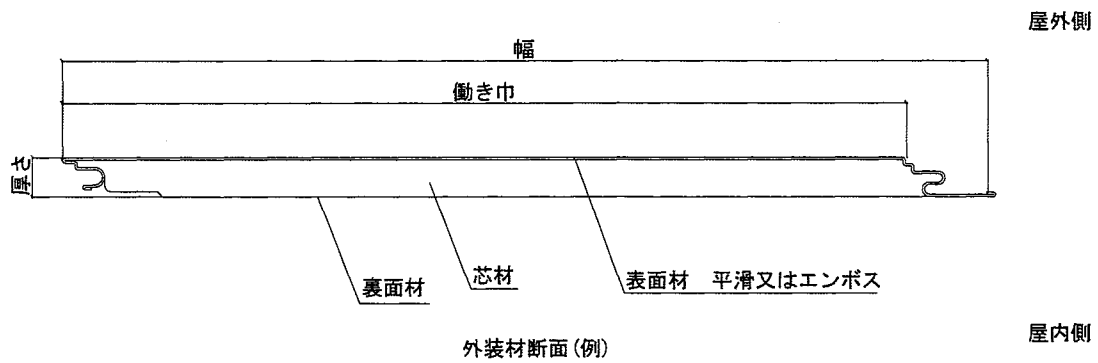 屋外側
幅
働き巾
厚さ
裏面材
芯材
表面材 平滑又はエンボス
屋内側
外装材断面(例)